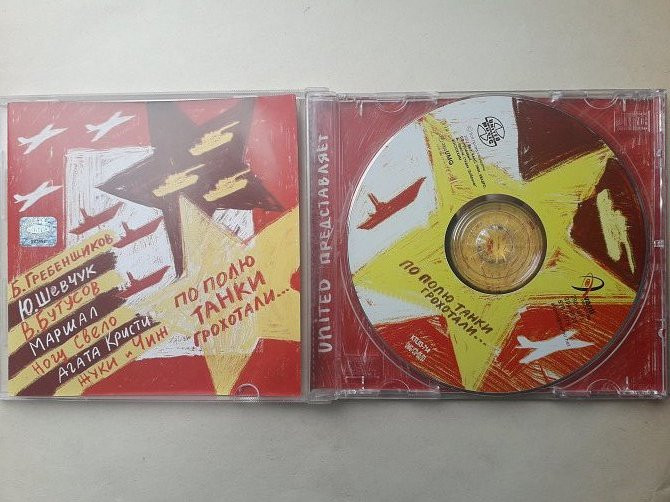 Б. Гребенщиков
Ю. Шевчук
В. Бутусов
Маршал
Ногу Свело
Агата Кристи
Жуки и Чиж
ПО ПОЛЮ
ТАНКИ
ГРОХОТАЛИ...
UNITED ПРЕДСТАВЛЯЕТ
ПО ПОЛЮ ТАНКИ
ГРОХОТАЛИ...